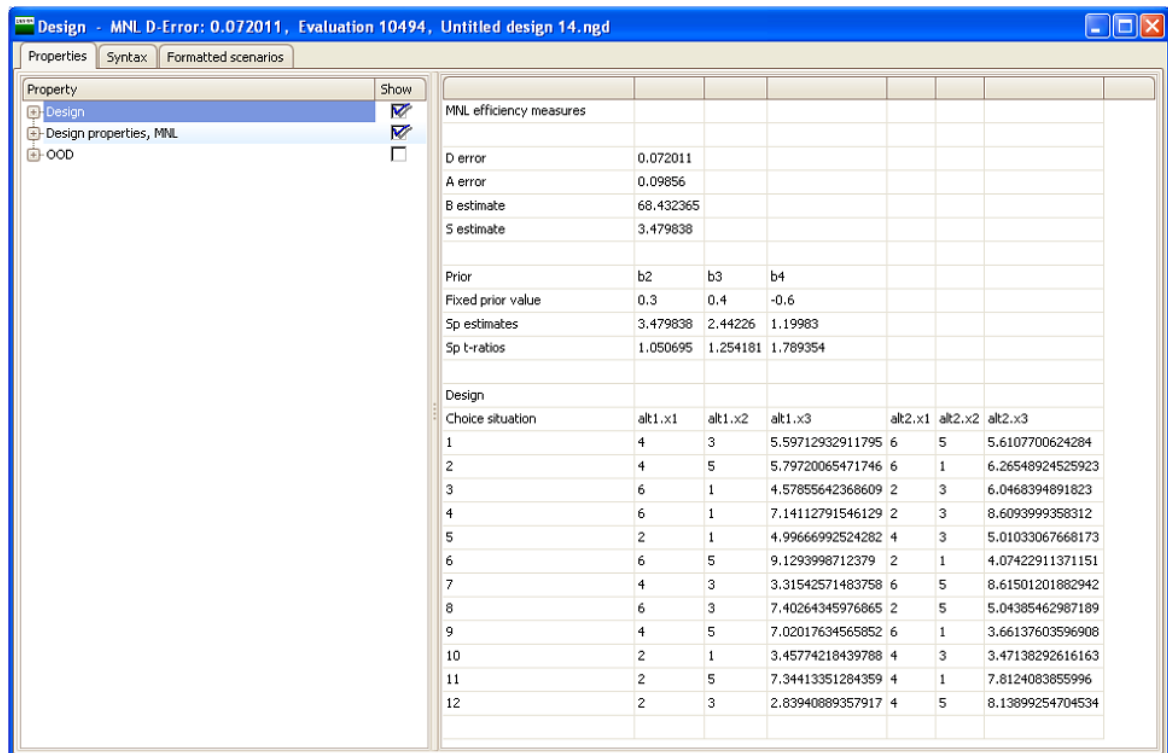 Design - MNL D-Error: 0.072011, Evaluation 10494, Untitled design 14.ngd
Properties Syntax Formatted scenarios
Property Show
Design
Design properties, MNL
OOD
MNL efficiency measures
D error 0.072011
A error 0.09856
B estimate 68.432365
S estimate 3.479838
Prior b2 b3 b4
Fixed prior value 0.3 0.4 -0.6
Sp estimates 3.479838 2.44226 1.19983
Sp t-ratios 1.050695 1.254181 1.789354
Design
Choice situation alt1.x1 alt1.x2 alt1.x3 alt2.x1 alt2.x2 alt2.x3
1 4 3 5.59712932911795 6 5 5.6107700624284
2 4 5 5.79720065471746 6 1 6.26548924525923
3 6 1 4.57855642368609 2 3 6.0468394891823
4 6 1 7.14112791546129 2 3 8.6093999358312
5 2 1 4.99666992524282 4 3 5.01033067668173
6 6 5 9.1293998712379 2 1 4.07422911371151
7 4 3 3.31542571483758 6 5 8.61501201882942
8 6 3 7.40264345976865 2 5 5.04385462987189
9 4 5 7.02017634565852 6 1 3.66137603596908
10 2 1 3.45774218439788 4 3 3.47138292616163
11 2 5 7.34413351284359 4 1 7.8124083855996
12 2 3 2.83940889357917 4 5 8.13899254704534